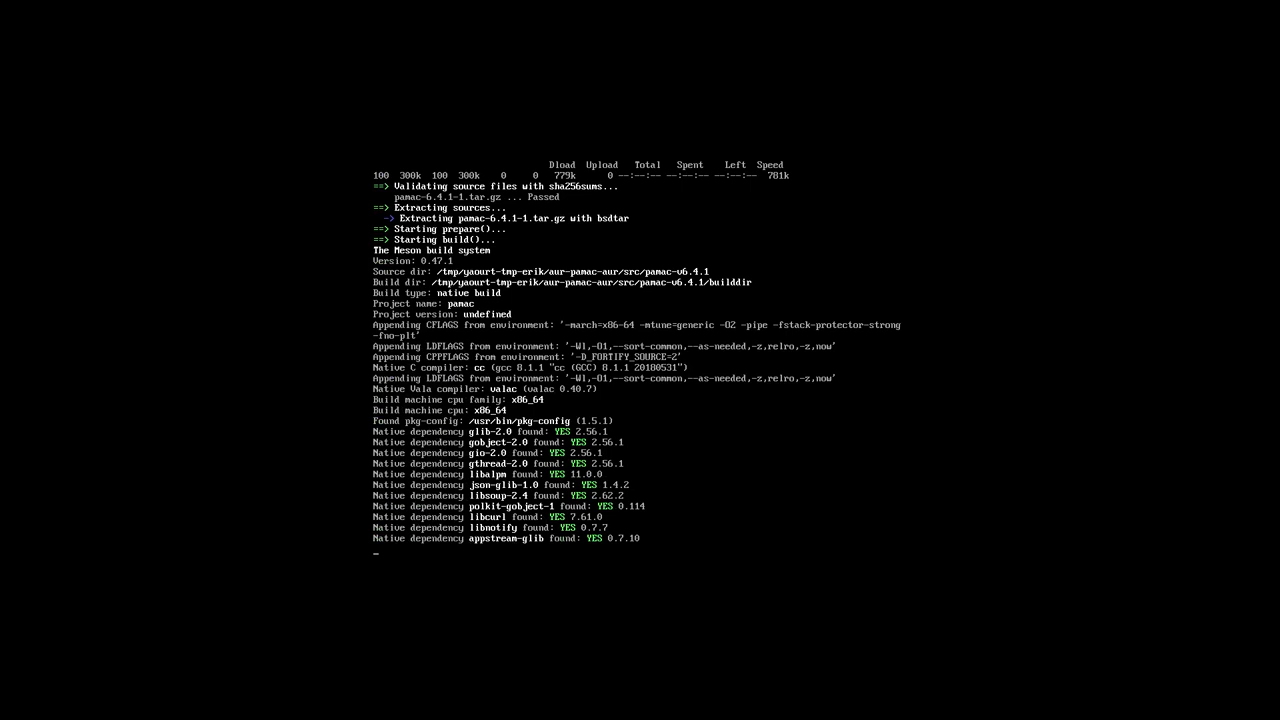 Dload  Upload   Total   Spent    Left  Speed
100  300k  100  300k    0     0   779k      0 --:--:-- --:--:-- --:--:--  781k
==> Validating source files with sha256sums...
    pamac-6.4.1-1.tar.gz ... Passed
==> Extracting sources...
  -> Extracting pamac-6.4.1-1.tar.gz with bsdtar
==> Starting prepare()...
==> Starting build()...
The Meson build system
Version: 0.47.1
Source dir: /tmp/yaourt-tmp-erik/aur-pamac-aur/src/pamac-v6.4.1
Build dir: /tmp/yaourt-tmp-erik/aur-pamac-aur/src/pamac-v6.4.1/builddir
Build type: native build
Project name: pamac
Project version: undefined
Appending CFLAGS from environment: '-march=x86-64 -mtune=generic -O2 -pipe -fstack-protector-strong
-fno-plt'
Appending LDFLAGS from environment: '-Wl,-O1,--sort-common,--as-needed,-z,relro,-z,now'
Appending CPPFLAGS from environment: '-D_FORTIFY_SOURCE=2'
Native C compiler: cc (gcc 8.1.1 "cc (GCC) 8.1.1 20180531")
Appending LDFLAGS from environment: '-Wl,-O1,--sort-common,--as-needed,-z,relro,-z,now'
Native Vala compiler: valac (valac 0.40.7)
Build machine cpu family: x86_64
Build machine cpu: x86_64
Found pkg-config: /usr/bin/pkg-config (1.5.1)
Native dependency glib-2.0 found: YES 2.56.1
Native dependency gobject-2.0 found: YES 2.56.1
Native dependency gio-2.0 found: YES 2.56.1
Native dependency gthread-2.0 found: YES 2.56.1
Native dependency libalpm found: YES 11.0.0
Native dependency json-glib-1.0 found: YES 1.4.2
Native dependency libsoup-2.4 found: YES 2.62.2
Native dependency polkit-gobject-1 found: YES 0.114
Native dependency libcurl found: YES 7.61.0
Native dependency libnotify found: YES 0.7.7
Native dependency appstream-glib found: YES 0.7.10